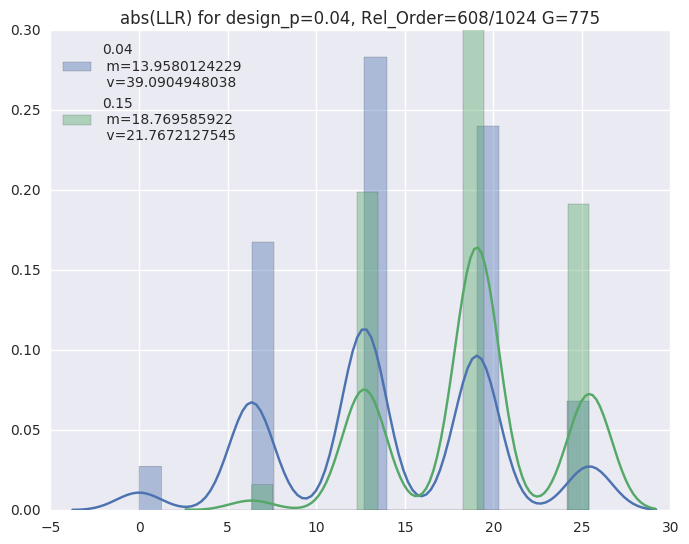 abs(LLR) for design_p=0.04, Rel_Order=608/1024 G=775
0.30
0.25
0.20
0.15
0.10
0.05
0.00
0.04
m=13.9580124229
v=39.0904948038
0.15
m=18.769585922
v=21.7672127545
−5 0 5 10 15 20 25 30